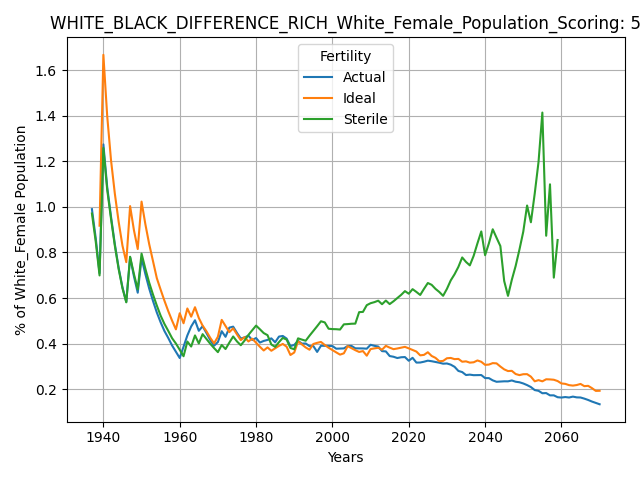 WHITE_BLACK_DIFFERENCE_RICH_White_Female_Population_Scoring: 5
Fertility
Actual
Ideal
Sterile
% of White_Female Population
1.6
1.4
1.2
1.0
0.8
0.6
0.4
0.2
1940 1960 1980 2000 2020 2040 2060
Years